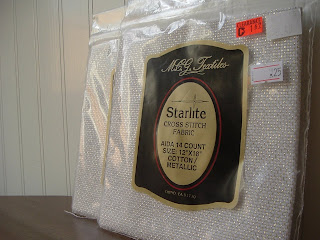 M.C.G. Textiles
Starlite
CROSS STITCH
FABRIC
AIDA 14 COUNT
SIZE: 12"X18"
COTTON/
METALLIC